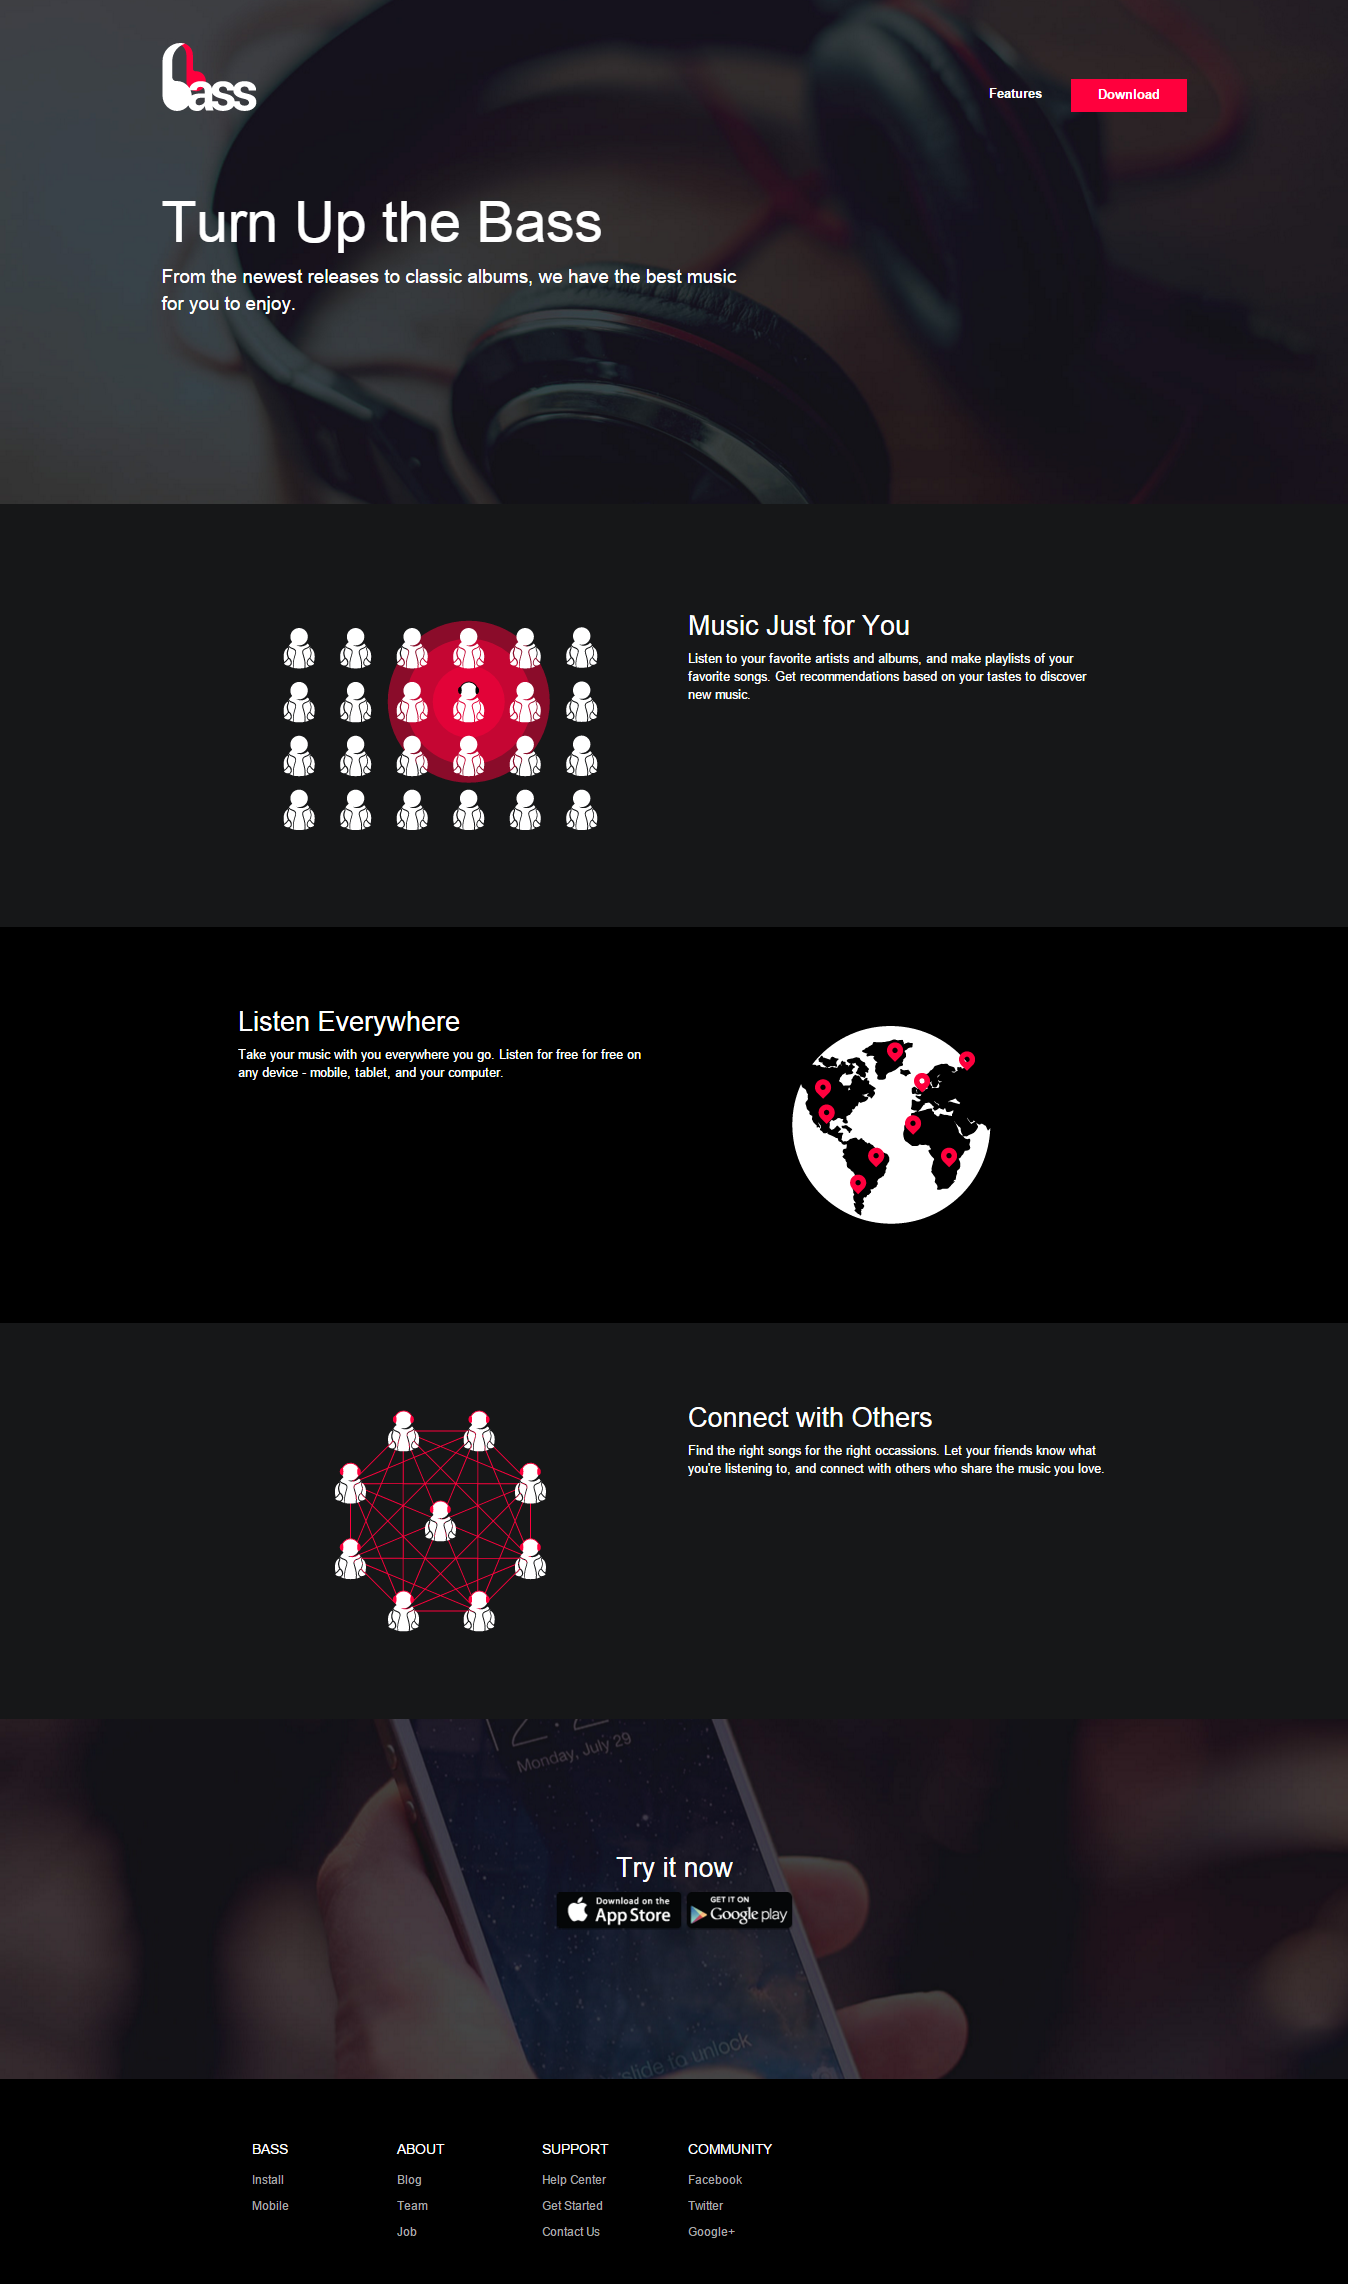 bass
Features
Download
Turn Up the Bass
From the newest releases to classic albums, we have the best music
for you to enjoy.
Music Just for You
Listen to your favorite artists and albums, and make playlists of your
favorite songs. Get recommendations based on your tastes to discover
new music.
Listen Everywhere
Take your music with you everywhere you go. Listen for free for free on
any device - mobile, tablet, and your computer.
Connect with Others
Find the right songs for the right occassions. Let your friends know what
you're listening to, and connect with others who share the music you love.
Monday, July 29
Try it now
Download on the
App Store
GET IT ON
Google play
slide to unlock
BASS
Install
Mobile
ABOUT
Blog
Team
Job
SUPPORT
Help Center
Get Started
Contact Us
COMMUNITY
Facebook
Twitter
Google+